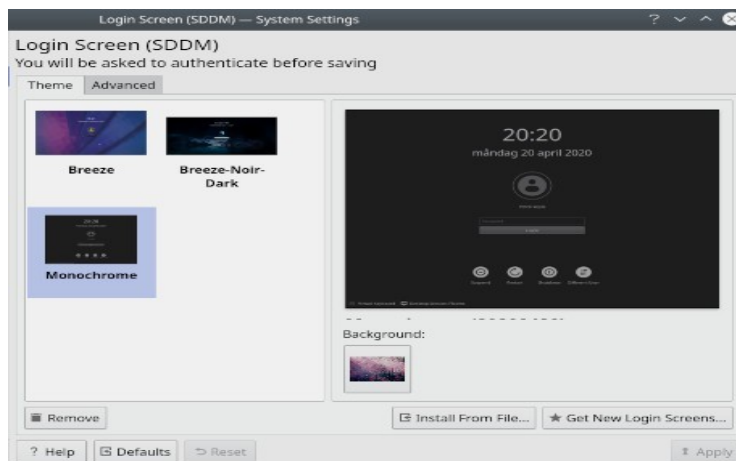 Login Screen (SDDM) — System Settings
Login Screen (SDDM)
You will be asked to authenticate before saving
Theme
Advanced
Breeze
Breeze-Noir-
Dark
20:20
Monochrome
20:20
måndag 20 april 2020
Background:
Remove
Install From File...
Get New Login Screens...
? Help
Defaults
Reset
Apply